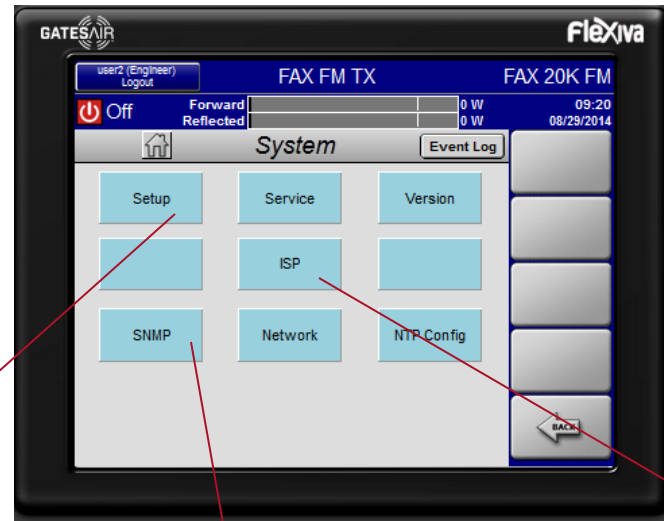 GATESAIR Flexiva
user2 (Engineer) Logout FAX FM TX FAX 20K FM
Off Forward 0 W 09:20
Reflected 0 W 08/29/2014
System Event Log
Setup Service Version
ISP
SNMP Network NTP Config
BACK